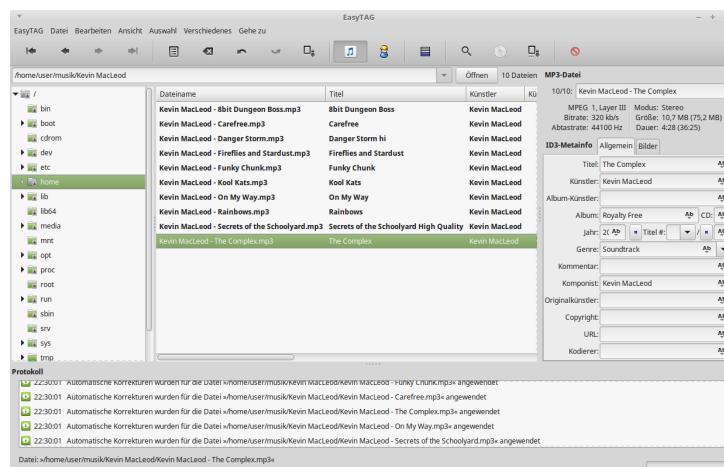 EasyTAG
EasyTAG Datei Bearbeiten Ansicht Auswahl Verschiedenes Gehe zu
/home/user/musik/Kevin MacLeod Öffnen 10 Dateien MP3-Datei
/
bin
boot
cdrom
dev
etc
home
lib
lib64
media
mnt
opt
proc
root
run
sbin
srv
sys
tmp
Dateiname Titel Künstler Kü
Kevin MacLeod - 8bit Dungeon Boss.mp3 8bit Dungeon Boss Kevin MacLeod
Kevin MacLeod - Carefree.mp3 Carefree Kevin MacLeod
Kevin MacLeod - Danger Storm.mp3 Danger Storm hi Kevin MacLeod
Kevin MacLeod - Fireflies and Stardust.mp3 Fireflies and Stardust Kevin MacLeod
Kevin MacLeod - Funky Chunk.mp3 Funky Chunk Kevin MacLeod
Kevin MacLeod - Kool Kats.mp3 Kool Kats Kevin MacLeod
Kevin MacLeod - On My Way.mp3 On My Way Kevin MacLeod
Kevin MacLeod - Rainbows.mp3 Rainbows Kevin MacLeod
Kevin MacLeod - Secrets of the Schoolyard.mp3 Secrets of the Schoolyard High Quality Kevin MacLeod
Kevin MacLeod - The Complex.mp3 The Complex Kevin MacLeod
10/10: Kevin MacLeod - The Complex
MPEG 1, Layer III Modus: Stereo
Bitrate: 320 kb/s Größe: 10,7 MB (75,2 MB)
Abtastrate: 44100 Hz Dauer: 4:28 (36:25)
ID3-Metainfo Allgemein Bilder
Titel: The Complex
Künstler: Kevin MacLeod
Album-Künstler:
Album: Royalty Free CD:
Jahr: 20 Titel #: /
Genre: Soundtrack
Kommentar:
Komponist: Kevin MacLeod
Originalkünstler:
Copyright:
URL:
Kodierer:
Protokoll
22:30:01 Automatische Korrekturen wurden für die Datei »/home/user/musik/Kevin MacLeod/Kevin MacLeod - Funky Chunk.mp3« angewendet
22:30:01 Automatische Korrekturen wurden für die Datei »/home/user/musik/Kevin MacLeod/Kevin MacLeod - Carefree.mp3« angewendet
22:30:01 Automatische Korrekturen wurden für die Datei »/home/user/musik/Kevin MacLeod/Kevin MacLeod - The Complex.mp3« angewendet
22:30:01 Automatische Korrekturen wurden für die Datei »/home/user/musik/Kevin MacLeod/Kevin MacLeod - On My Way.mp3« angewendet
22:30:01 Automatische Korrekturen wurden für die Datei »/home/user/musik/Kevin MacLeod/Kevin MacLeod - Secrets of the Schoolyard.mp3« angewendet
Datei: »/home/user/musik/Kevin MacLeod/Kevin MacLeod - The Complex.mp3«